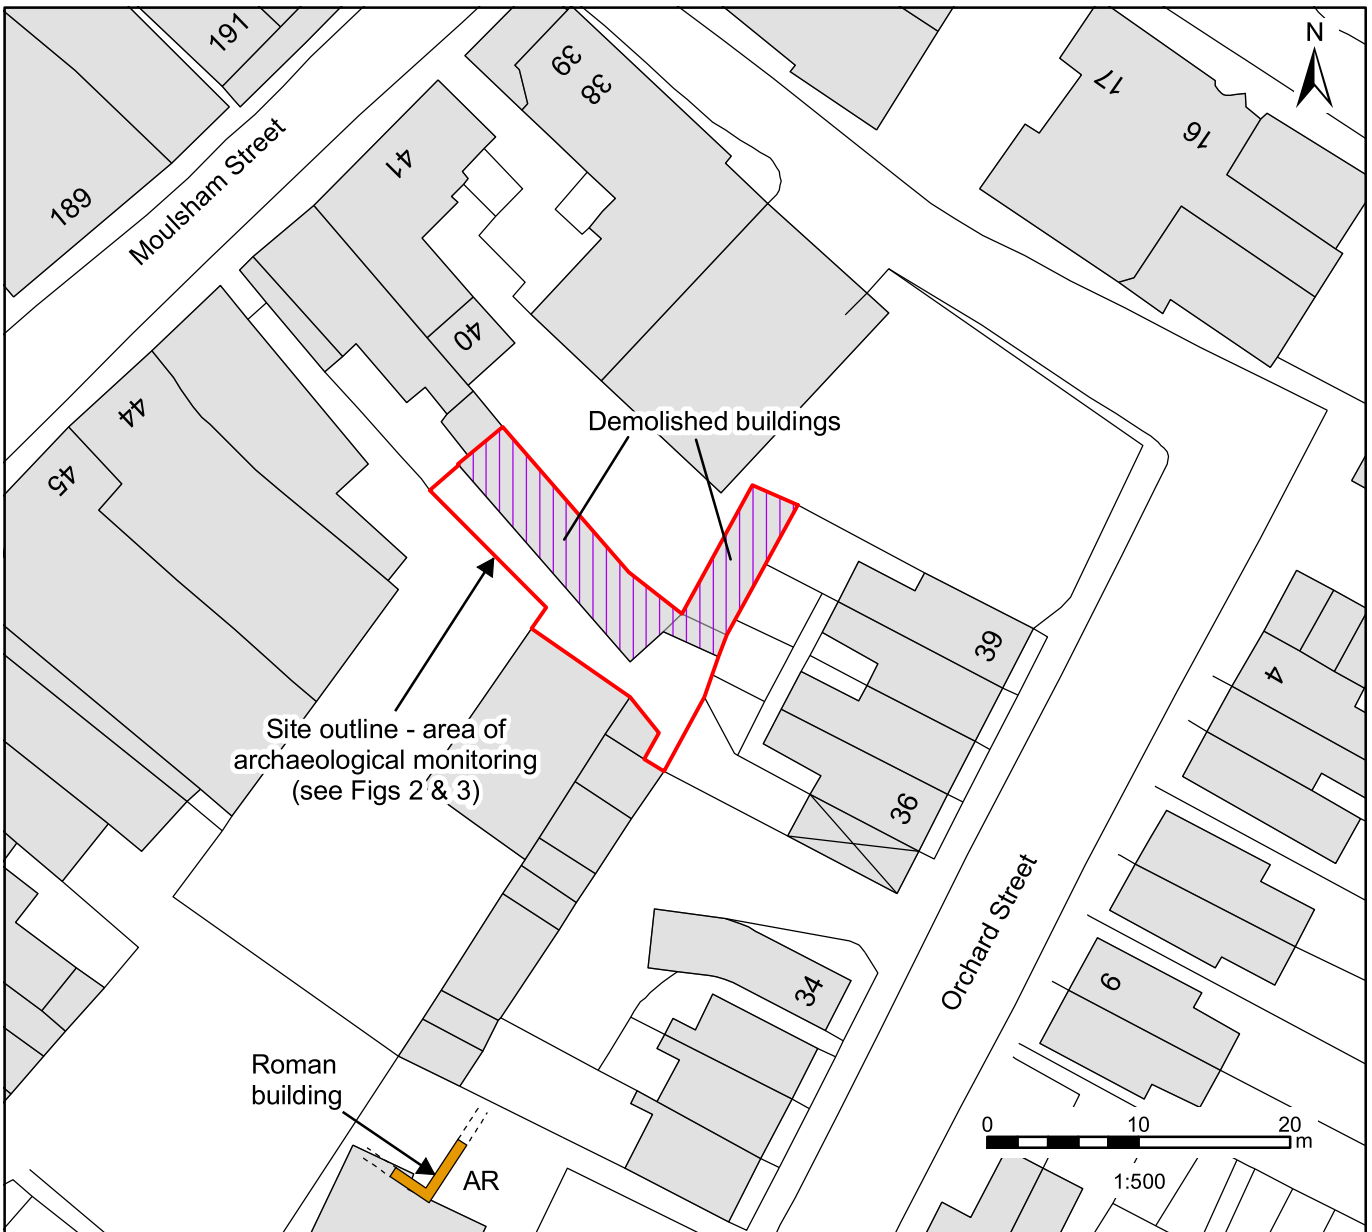 191
39
38
N
17
16
41
189
Moulsham Street
40
44
45
Demolished buildings
39
4
Site outline - area of
archaeological monitoring
(see Figs 2 & 3)
36
Orchard Street
34
9
Roman
building
AR
0 10 20
m
1:500